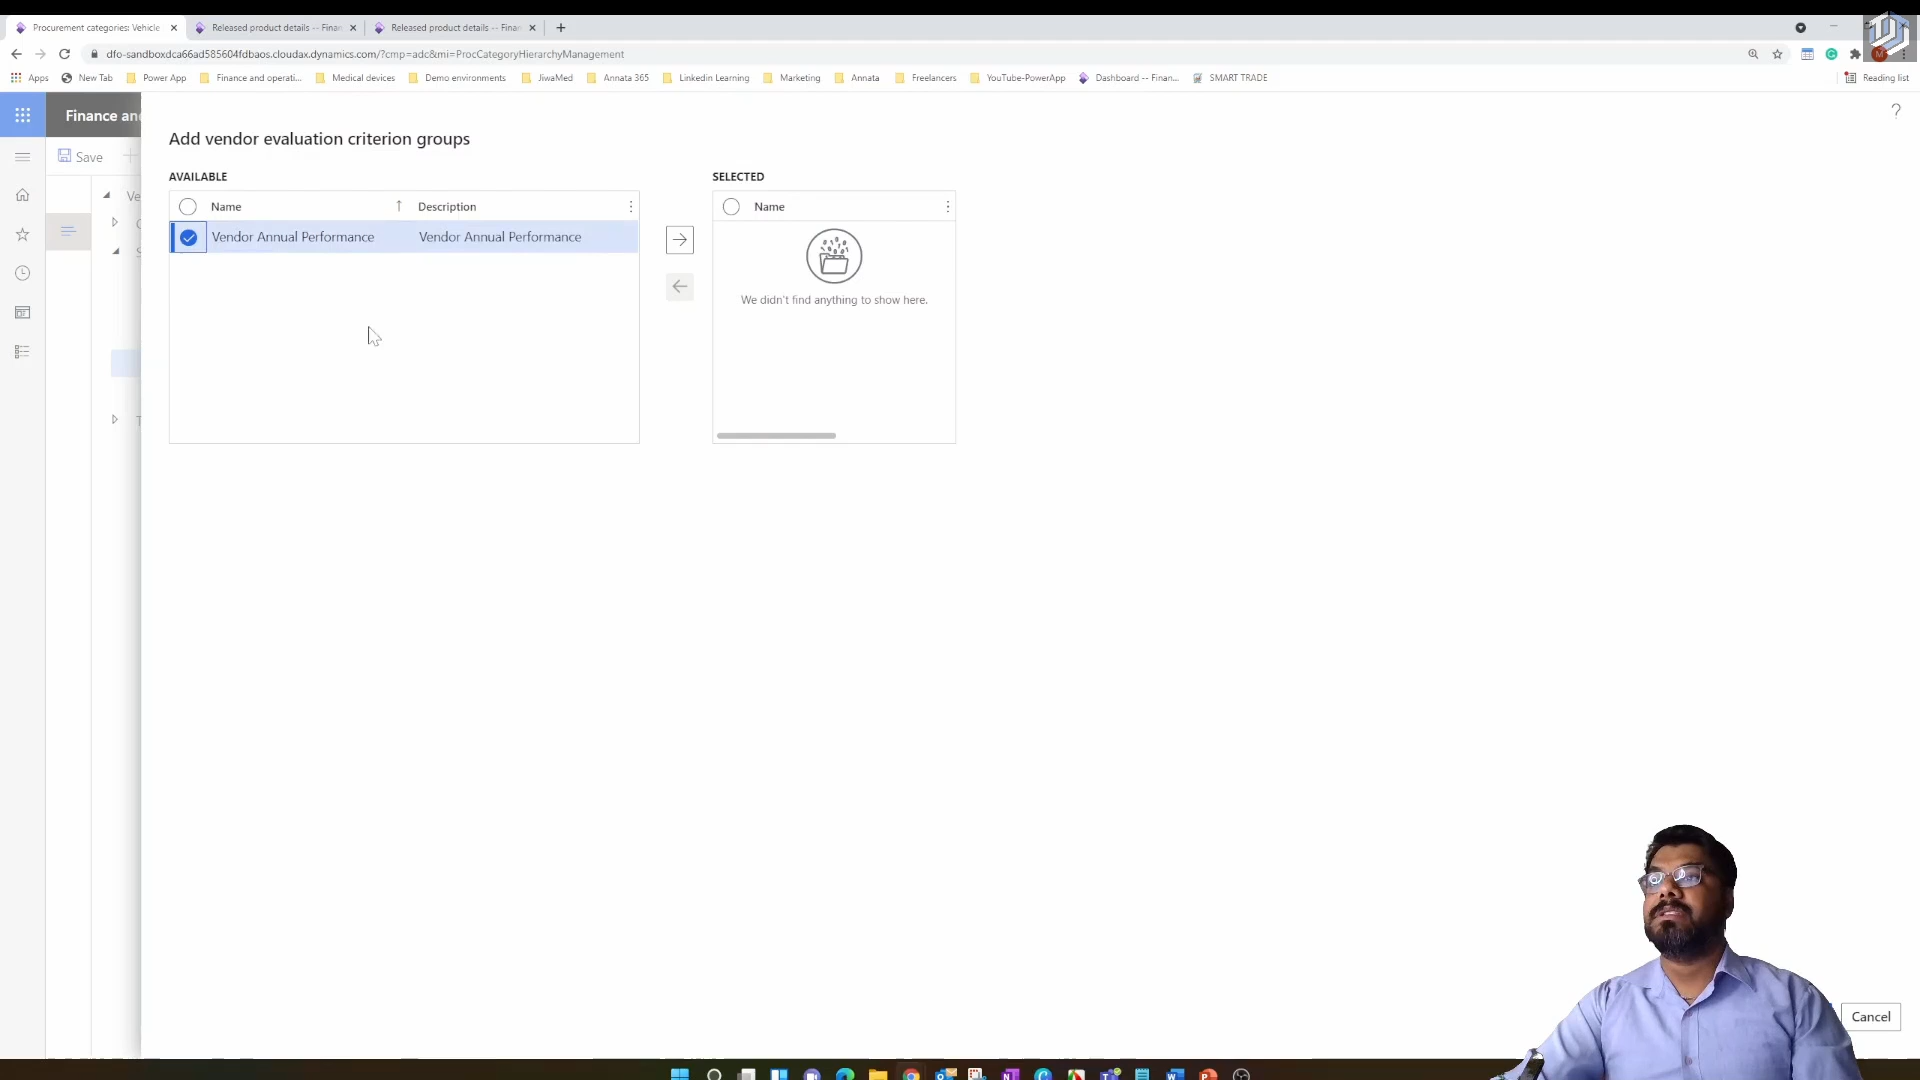 Procurement categories: Vehicle
Released product details -- Finan
Released product details -- Finan
dfo-sandboxdca66ad585604fdbaos.cloudax.dynamics.com/?cmp=adc&mi=ProcCategoryHierarchyManagement
Apps
New Tab
Power App
Finance and operati...
Medical devices
Demo environments
JiwaMed
Annata 365
Linkedin Learning
Marketing
Annata
Freelancers
YouTube-PowerApp
Dashboard -- Finan...
SMART TRADE
Reading list
Finance an
?
Save
Add vendor evaluation criterion groups
AVAILABLE
SELECTED
Name
Description
Name
Vendor Annual Performance
Vendor Annual Performance
We didn't find anything to show here.
Cancel